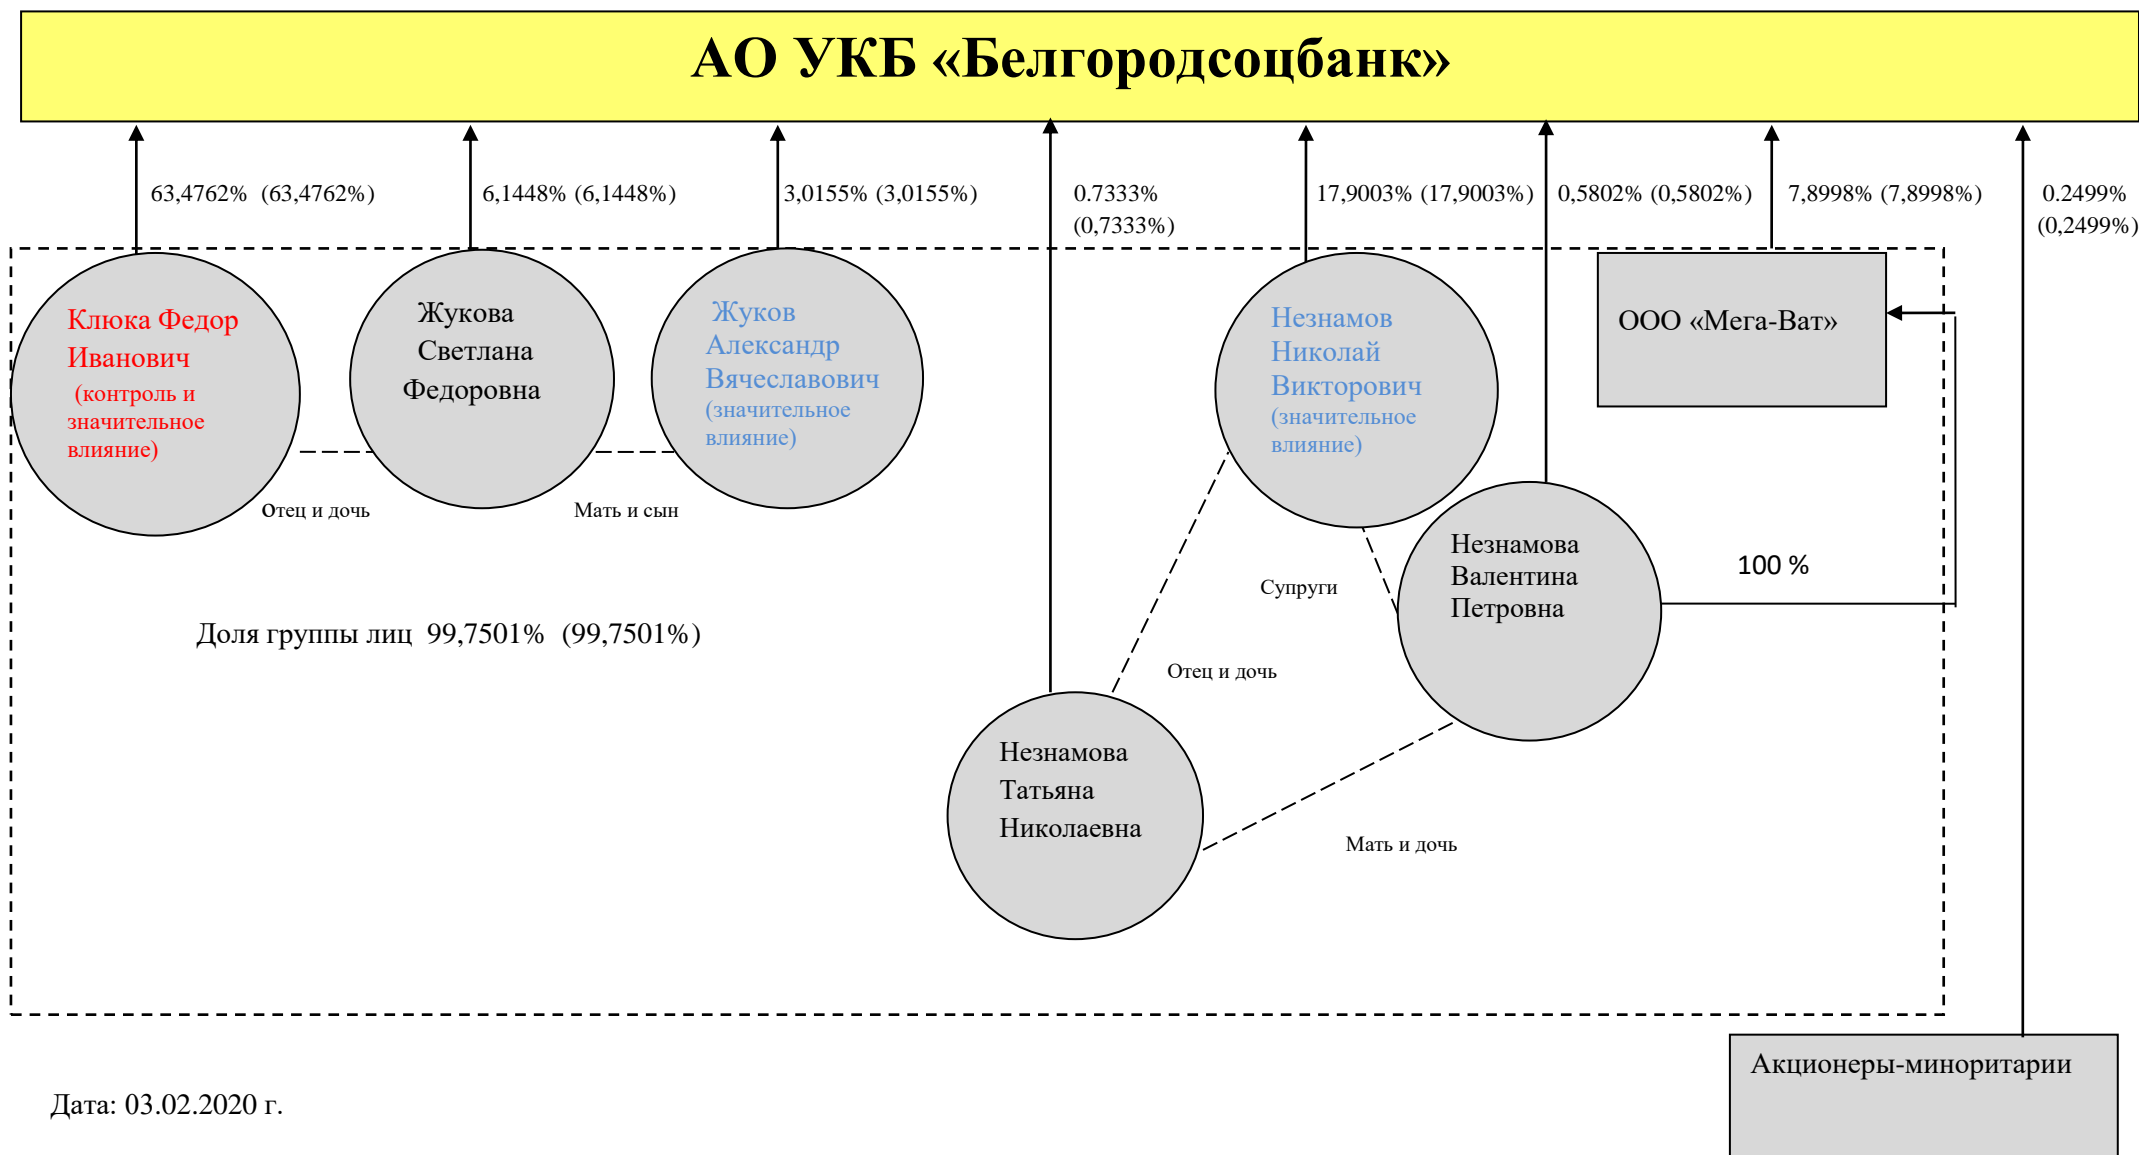 АО УКБ «Белгородсоцбанк»
63,4762% (63,4762%)
6,1448% (6,1448%)
3,0155% (3,0155%)
0.7333%
(0,7333%)
17,9003% (17,9003%)
0,5802% (0,5802%)
7,8998% (7,8998%)
0.2499%
(0,2499%)
Клюка Федор
Иванович
(контроль и
значительное
влияние)
Жукова
Светлана
Федоровна
Жуков
Александр
Вячеславович
(значительное
влияние)
Незнамов
Николай
Викторович
(значительное
влияние)
ООО «Мега-Ват»
Отец и дочь
Мать и сын
Незнамова
Валентина
Петровна
100 %
Супруги
Доля группы лиц 99,7501% (99,7501%)
Отец и дочь
Незнамова
Татьяна
Николаевна
Мать и дочь
Акционеры-миноритарии
Дата: 03.02.2020 г.